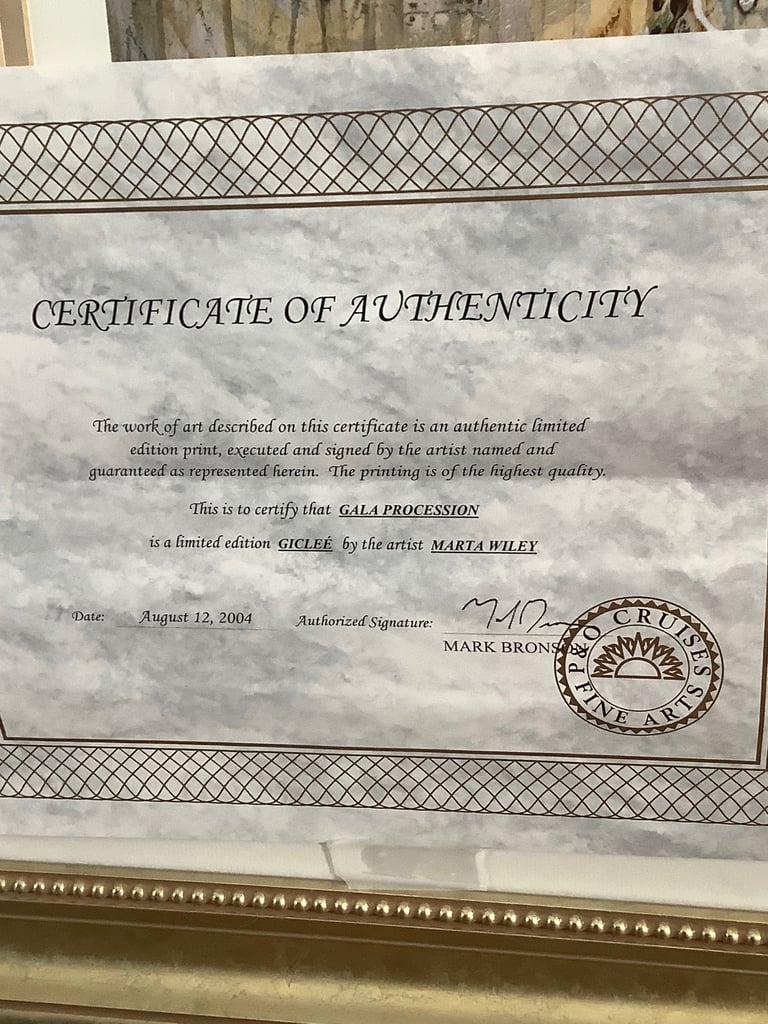 CERTIFICATE OF AUTHENTICITY
The work of art described on this certificate is an authentic limited
edition print, executed and signed by the artist named and
guaranteed as represented herein. The printing is of the highest quality.
This is to certify that GALA PROCESSION
is a limited edition GICLEÉ by the artist MARTA WILEY
Date: August 12, 2004 Authorized Signature:
MARK BRONSON
P&O CRUISES
FINE ARTS